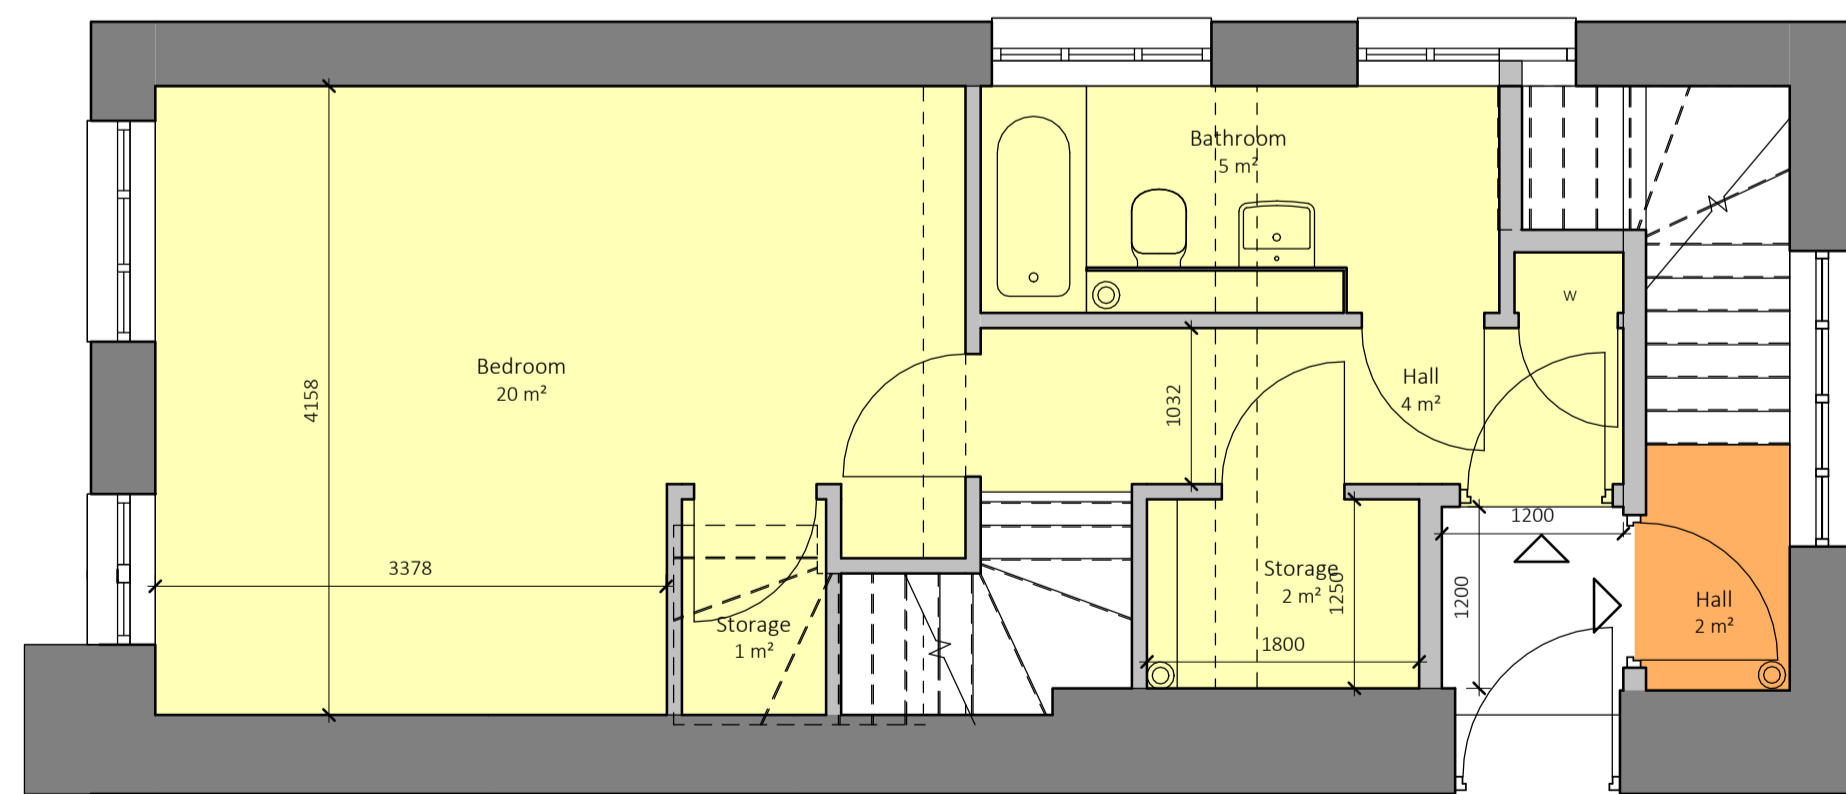 Bathroom
5 m²
W
Bedroom
20 m²
4158
1032
Hall
4 m²
1200
3378
Storage
2 m²
1250
1200
Hall
2 m²
Storage
1 m²
1800